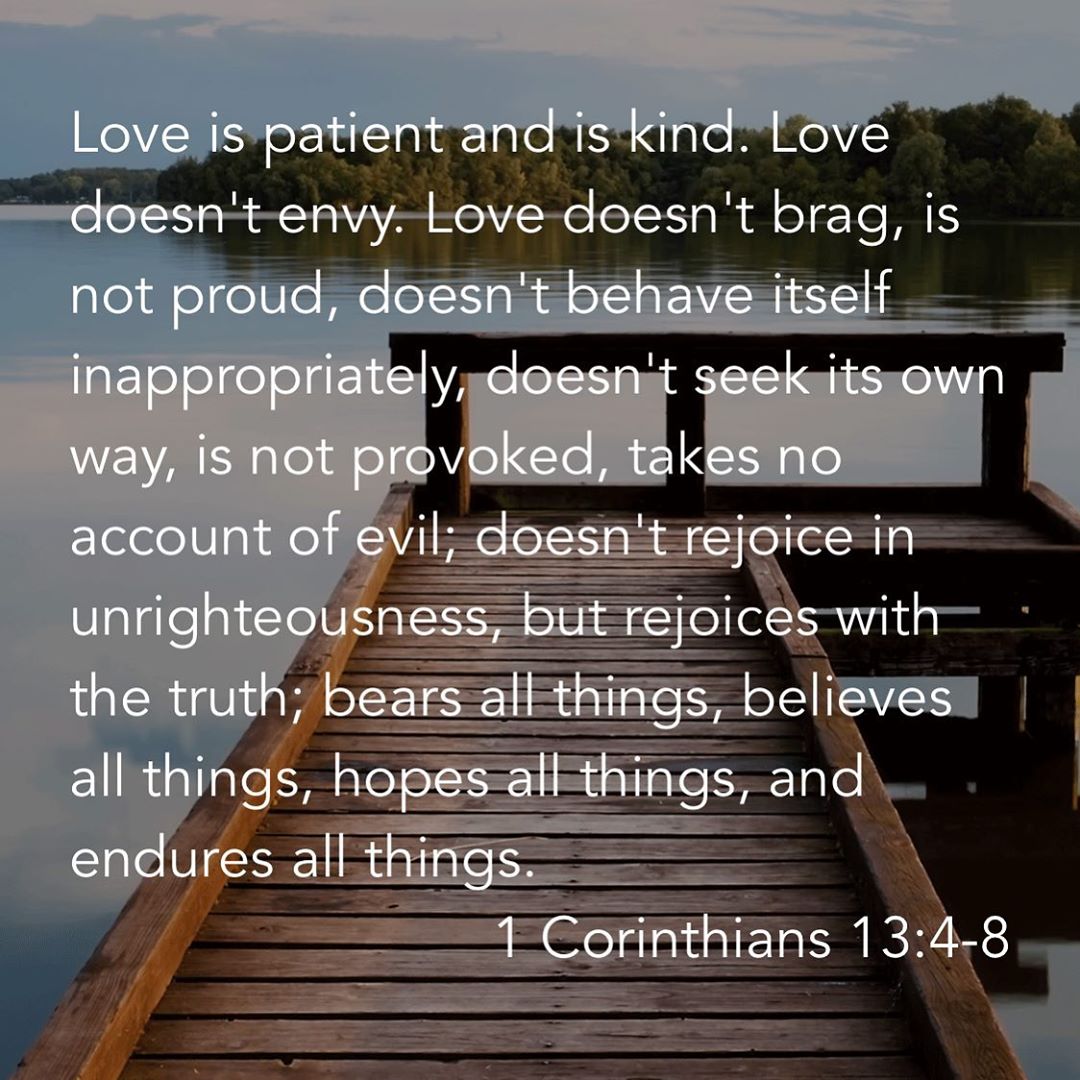 Love is patient and is kind. Love
doesn't envy. Love doesn't brag, is
not proud, doesn't behave itself
inappropriately, doesn't seek its own
way, is not provoked, takes no
account of evil; doesn't rejoice in
unrighteousness, but rejoices with
the truth; bears all things, believes
all things, hopes all things, and
endures all things.
1 Corinthians 13:4-8